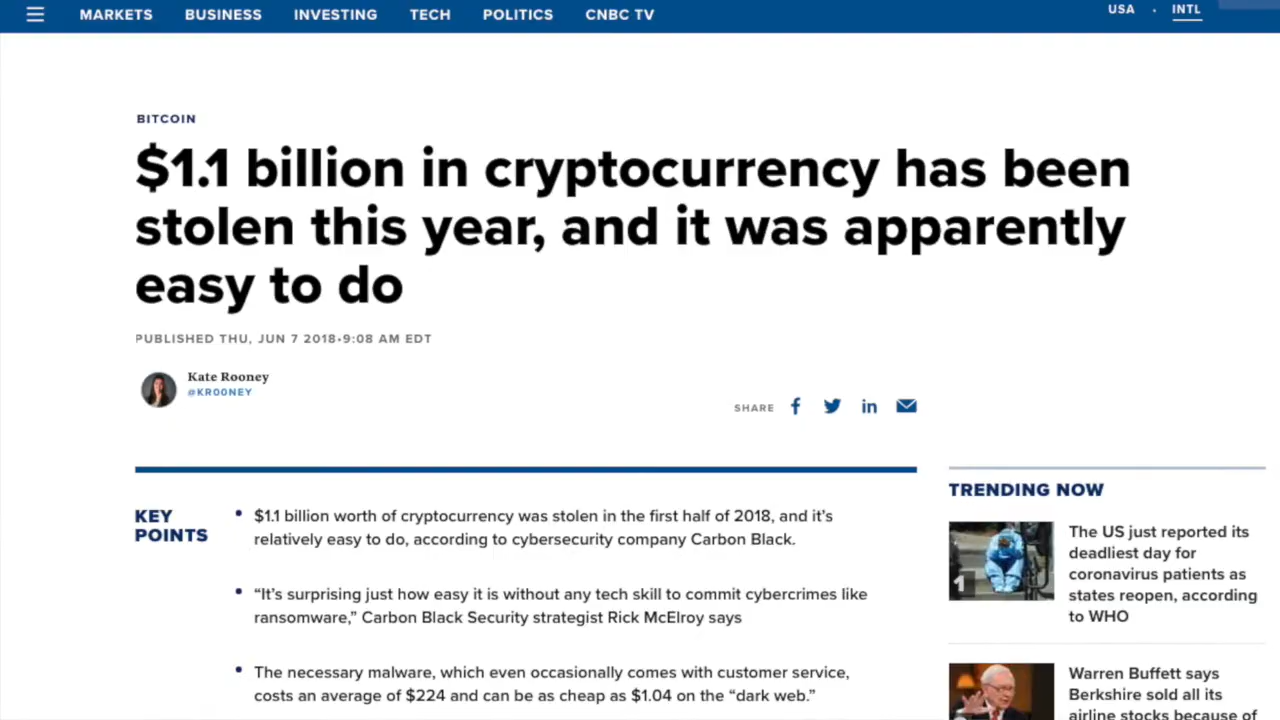 MARKETS BUSINESS INVESTING TECH POLITICS CNBC TV
USA · INTL
BITCOIN
$1.1 billion in cryptocurrency has been
stolen this year, and it was apparently
easy to do
PUBLISHED THU, JUN 7 2018•9:08 AM EDT
Kate Rooney
@KROONEY
SHARE
KEY
POINTS
• $1.1 billion worth of cryptocurrency was stolen in the first half of 2018, and it’s
relatively easy to do, according to cybersecurity company Carbon Black.
• “It’s surprising just how easy it is without any tech skill to commit cybercrimes like
ransomware,” Carbon Black Security strategist Rick McElroy says
• The necessary malware, which even occasionally comes with customer service,
costs an average of $224 and can be as cheap as $1.04 on the “dark web.”
TRENDING NOW
1
The US just reported its
deadliest day for
coronavirus patients as
states reopen, according
to WHO
Warren Buffett says
Berkshire sold all its
airline stocks because of